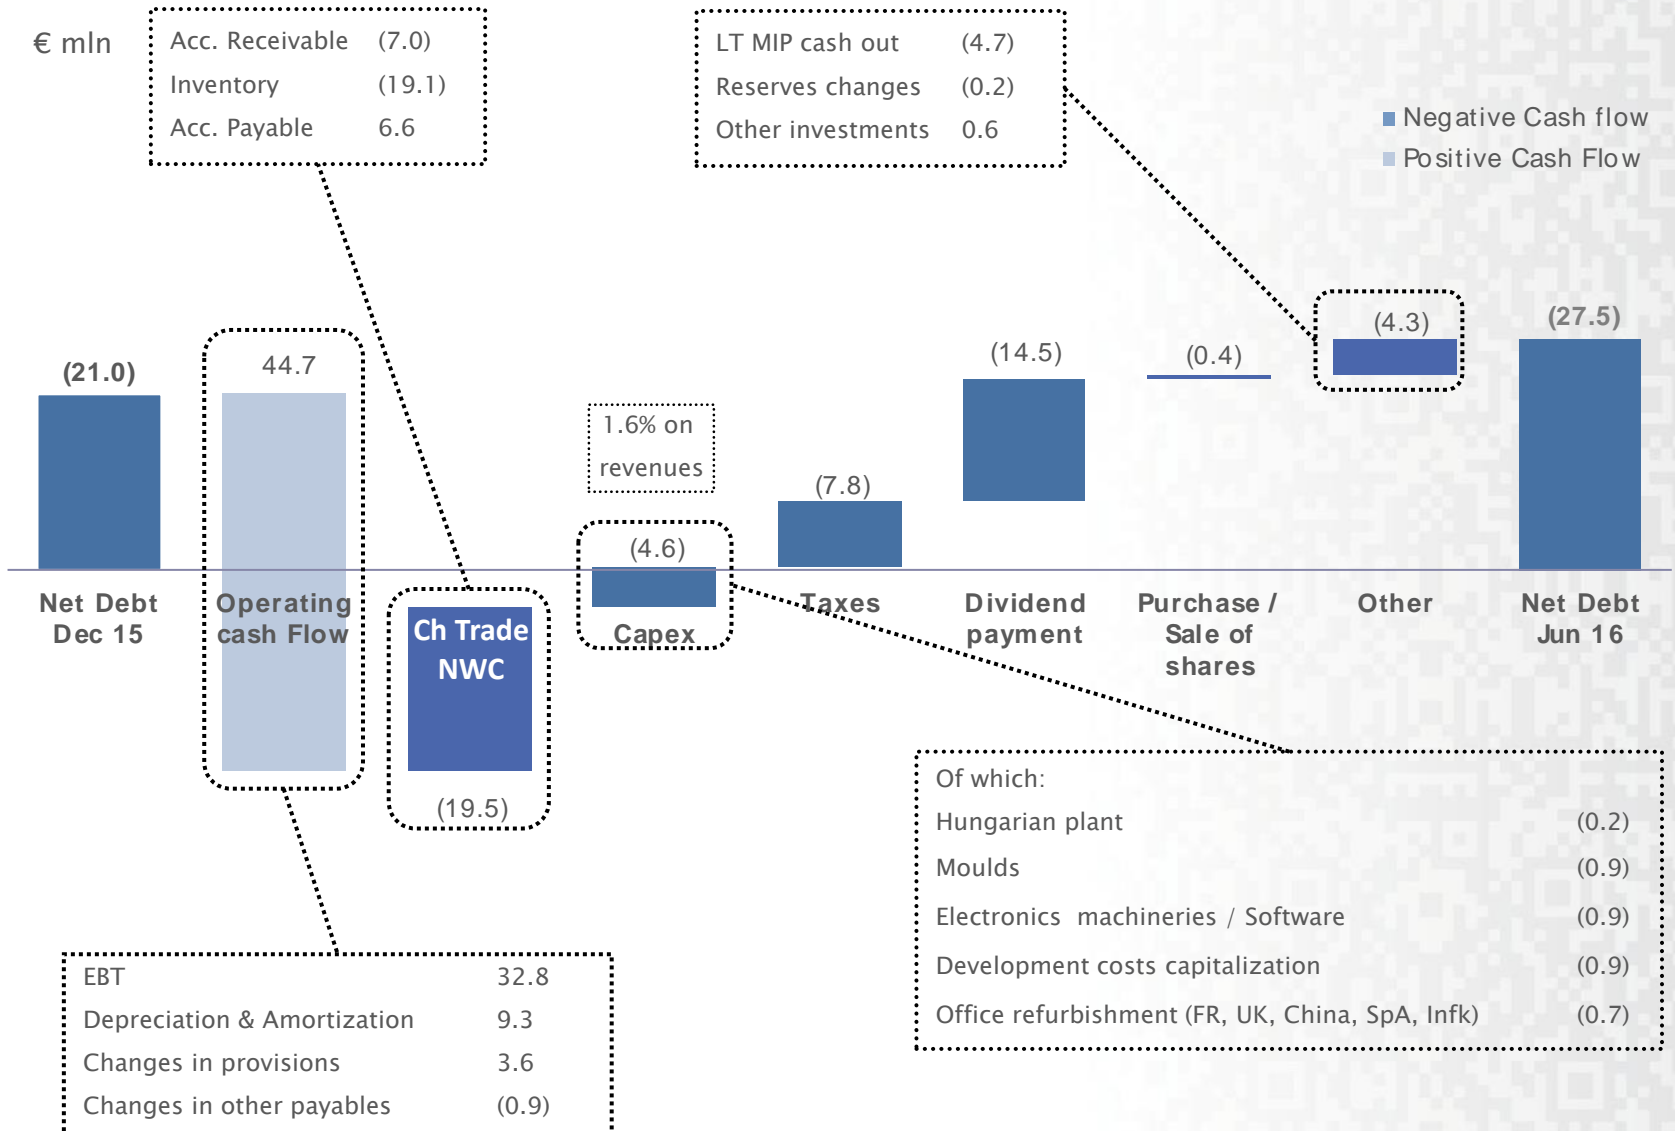 € mln
Acc. Receivable (7.0)
Inventory (19.1)
Acc. Payable 6.6
LT MIP cash out (4.7)
Reserves changes (0.2)
Other investments 0.6
Negative Cash flow
Positive Cash Flow
(21.0)
44.7
1.6% on
revenues
(4.6)
(7.8)
(14.5)
(0.4)
(4.3)
(27.5)
Net Debt
Dec 15
Operating
cash Flow
Ch Trade
NWC
(19.5)
Capex
Taxes
Dividend
payment
Purchase /
Sale of
shares
Other
Net Debt
Jun 16
Of which:
Hungarian plant (0.2)
Moulds (0.9)
Electronics machineries / Software (0.9)
Development costs capitalization (0.9)
Office refurbishment (FR, UK, China, SpA, Infk) (0.7)
EBT 32.8
Depreciation & Amortization 9.3
Changes in provisions 3.6
Changes in other payables (0.9)